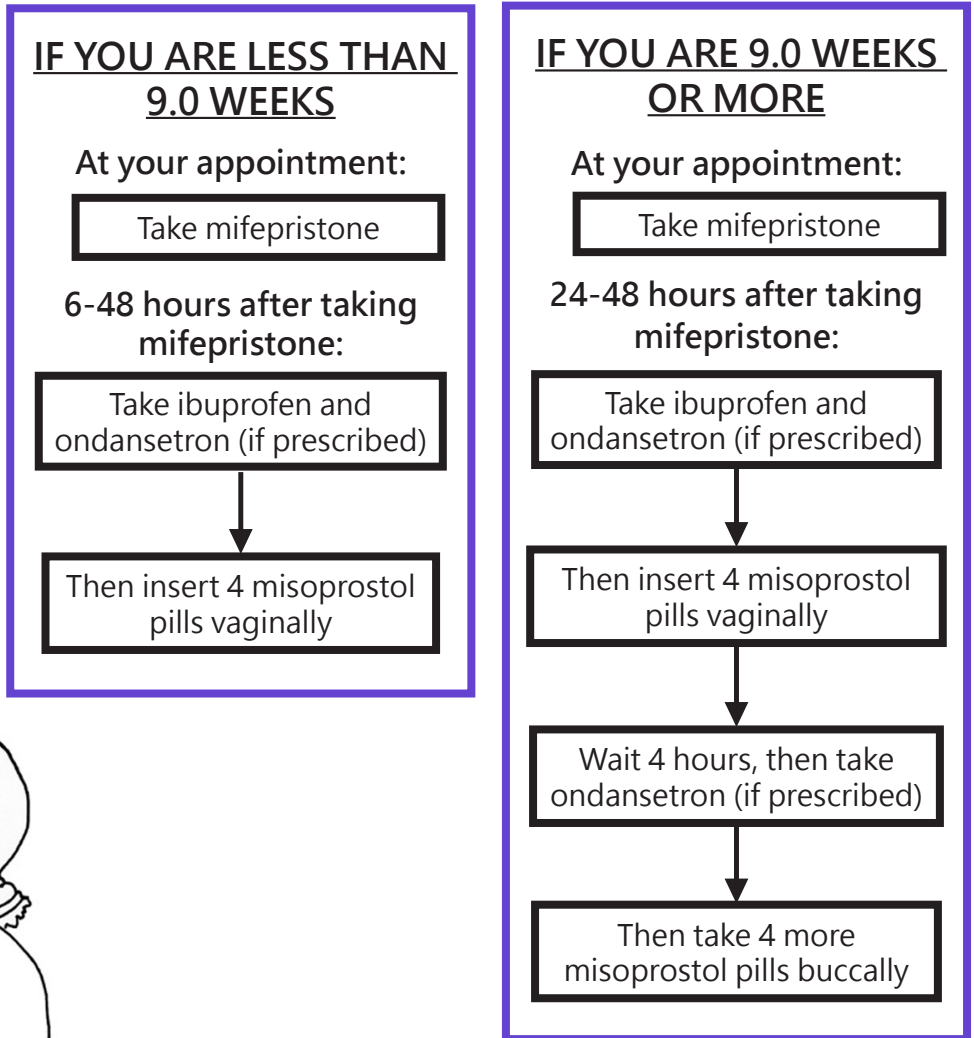 IF YOU ARE LESS THAN
9.0 WEEKS
At your appointment:
Take mifepristone
6-48 hours after taking
mifepristone:
Take ibuprofen and
ondansetron (if prescribed)
Then insert 4 misoprostol
pills vaginally
IF YOU ARE 9.0 WEEKS
OR MORE
At your appointment:
Take mifepristone
24-48 hours after taking
mifepristone:
Take ibuprofen and
ondansetron (if prescribed)
Then insert 4 misoprostol
pills vaginally
Wait 4 hours, then take
ondansetron (if prescribed)
Then take 4 more
misoprostol pills buccally